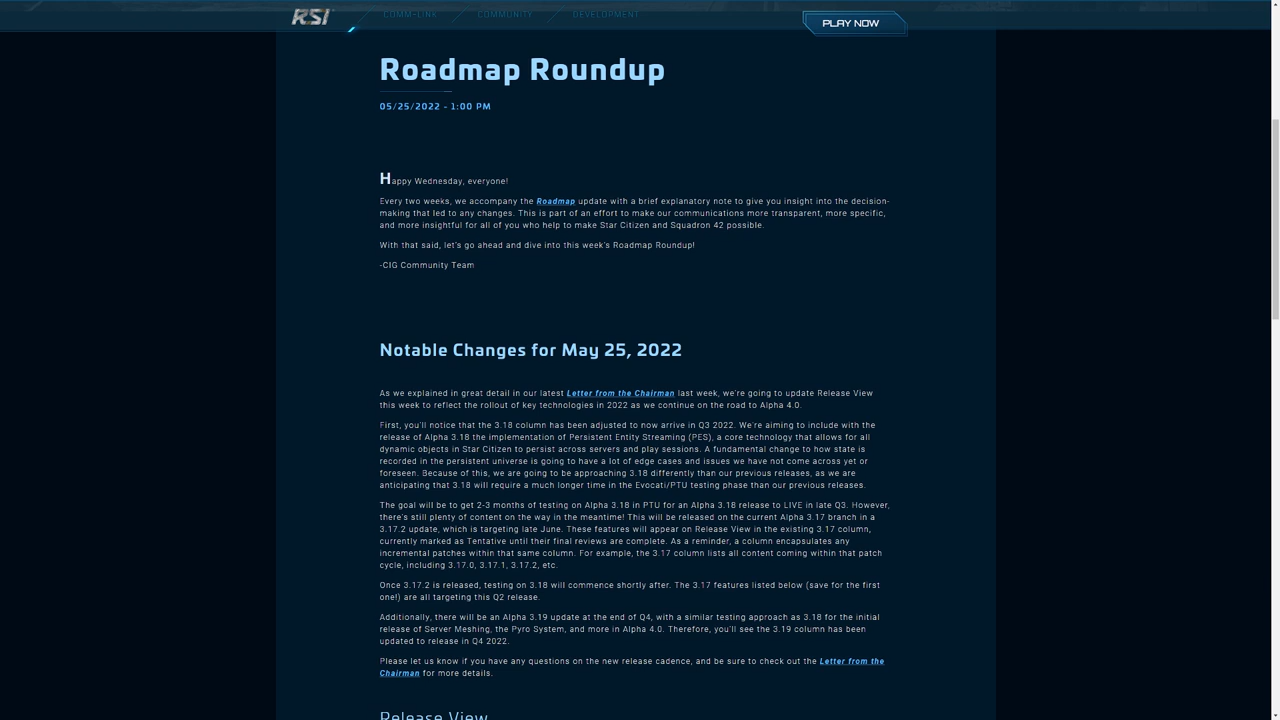 RSI
COMM-LINK
COMMUNITY
DEVELOPMENT
PLAY NOW
Roadmap Roundup
05/25/2022 - 1:00 PM
Happy Wednesday, everyone!
Every two weeks, we accompany the Roadmap update with a brief explanatory note to give you insight into the decision-
making that led to any changes. This is part of an effort to make our communications more transparent, more specific,
and more insightful for all of you who help to make Star Citizen and Squadron 42 possible.
With that said, let's go ahead and dive into this week's Roadmap Roundup!
-CIG Community Team
Notable Changes for May 25, 2022
As we explained in great detail in our latest Letter from the Chairman last week, we're going to update Release View
this week to reflect the rollout of key technologies in 2022 as we continue on the road to Alpha 4.0.
First, you'll notice that the 3.18 column has been adjusted to now arrive in Q3 2022. We're aiming to include with the
release of Alpha 3.18 the implementation of Persistent Entity Streaming (PES), a core technology that allows for all
dynamic objects in Star Citizen to persist across servers and play sessions. A fundamental change to how state is
recorded in the persistent universe is going to have a lot of edge cases and issues we have not come across yet or
foreseen. Because of this, we are going to be approaching 3.18 differently than our previous releases, as we are
anticipating that 3.18 will require a much longer time in the Evocati/PTU testing phase than our previous releases.
The goal will be to get 2-3 months of testing on Alpha 3.18 in PTU for an Alpha 3.18 release to LIVE in late Q3. However,
there's still plenty of content on the way in the meantime! This will be released on the current Alpha 3.17 branch in a
3.17.2 update, which is targeting late June. These features will appear on Release View in the existing 3.17 column,
currently marked as Tentative until their final reviews are complete. As a reminder, a column encapsulates any
incremental patches within that same column. For example, the 3.17 column lists all content coming within that patch
cycle, including 3.17.0, 3.17.1, 3.17.2, etc.
Once 3.17.2 is released, testing on 3.18 will commence shortly after. The 3.17 features listed below (save for the first
one!) are all targeting this Q2 release.
Additionally, there will be an Alpha 3.19 update at the end of Q4, with a similar testing approach as 3.18 for the initial
release of Server Meshing, the Pyro System, and more in Alpha 4.0. Therefore, you'll see the 3.19 column has been
updated to release in Q4 2022.
Please let us know if you have any questions on the new release cadence, and be sure to check out the Letter from the
Chairman for more details.
Release View